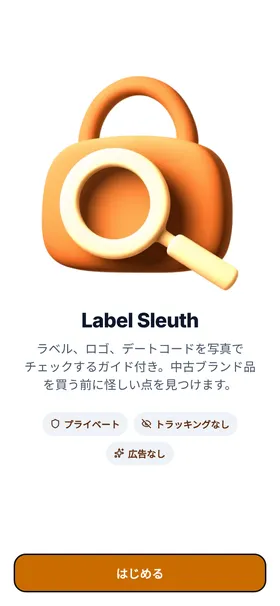 Label Sleuth
ラベル、ロゴ、デートコードを写真で
チェックするガイド付き。中古ブランド品
を買う前に怪しい点を見つけます。
プライベート
トラッキングなし
広告なし
はじめる